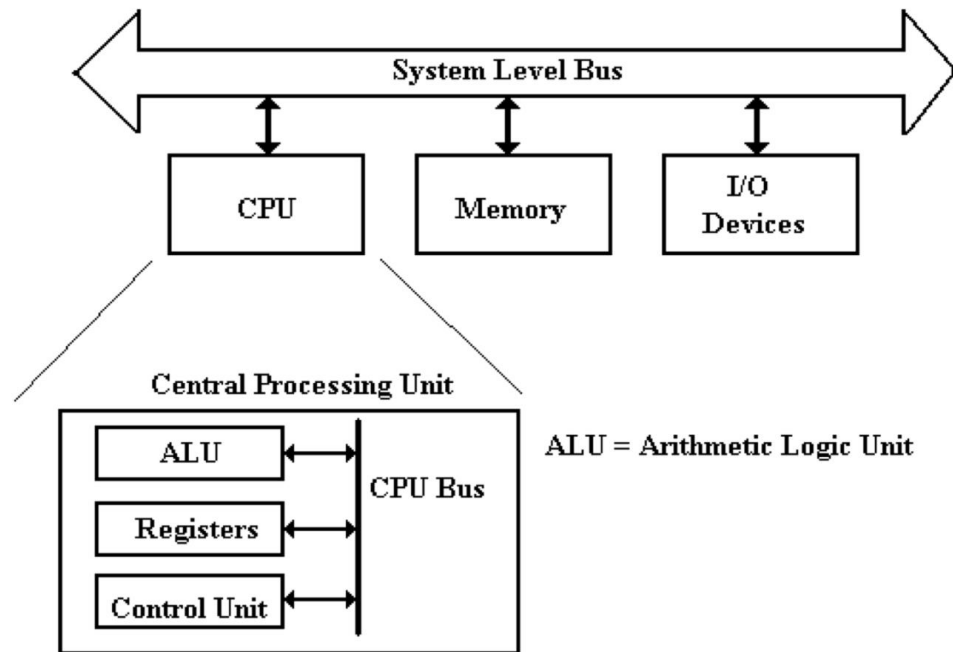 System Level Bus
CPU
Memory
I/O
Devices
Central Processing Unit
ALU
ALU = Arithmetic Logic Unit
CPU Bus
Registers
Control Unit